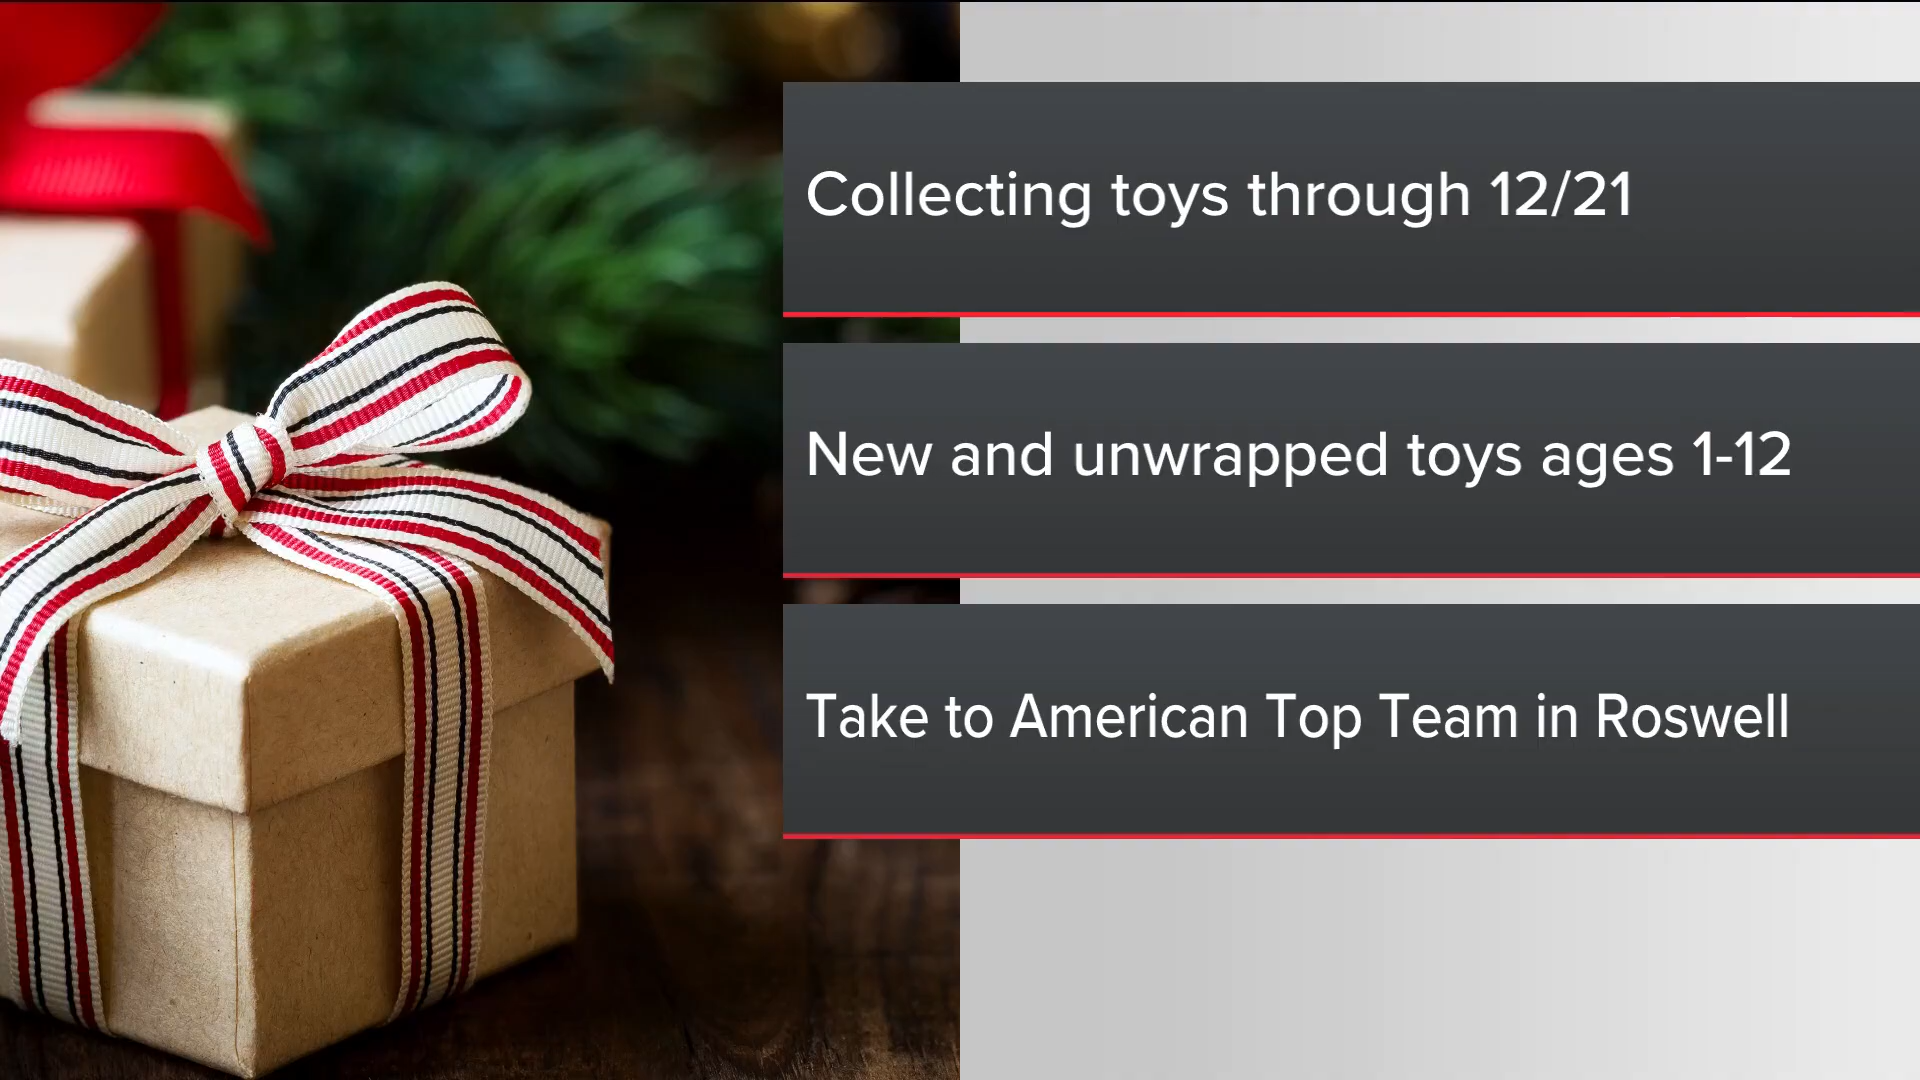 Collecting toys through 12/21
New and unwrapped toys ages 1-12
Take to American Top Team in Roswell